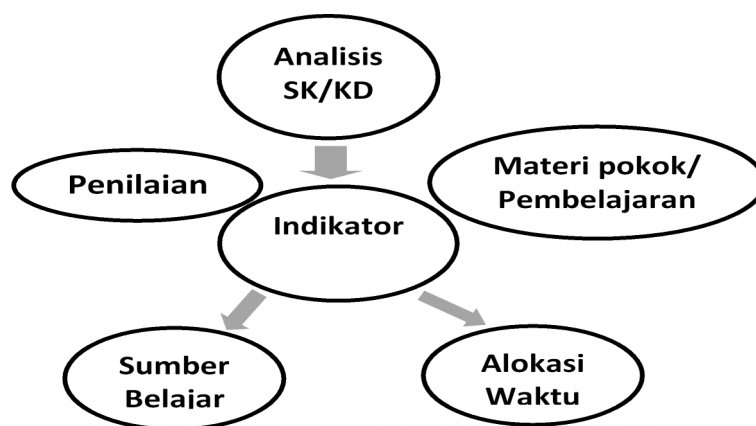 Analisis
SK/KD
Penilaian
Materi pokok/
Pembelajaran
Indikator
Sumber
Belajar
Alokasi
Waktu